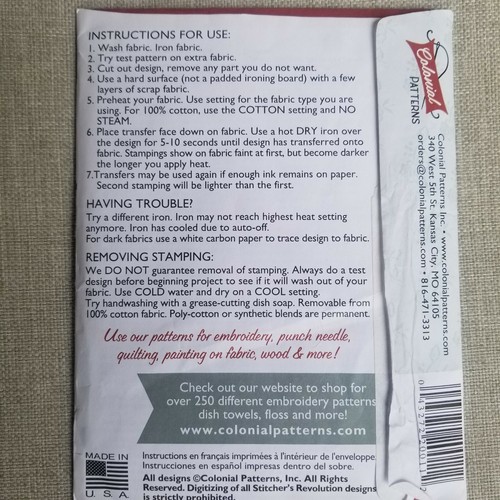 INSTRUCTIONS FOR USE:
1. Wash fabric. Iron fabric.
2. Try test pattern on extra fabric.
3. Cut out design, remove any part you do not want.
4. Use a hard surface (not a padded ironing board) with a few
layers of scrap fabric.
5. Preheat your fabric. Use setting for the fabric type you are
using. For 100% cotton, use the COTTON setting and NO
STEAM.
6. Place transfer face down on fabric. Use a hot DRY iron over
the design for 5-10 seconds until design has transferred onto
fabric. Stampings show on fabric faint at first, but become darker
the longer you apply heat.
7.Transfers may be used again if enough ink remains on paper.
Second stamping will be lighter than the first.
HAVING TROUBLE?
Try a different iron. Iron may not reach highest heat setting
anymore. Iron has cooled due to auto-off.
For dark fabrics use a white carbon paper to trace design to fabric.
REMOVING STAMPING:
We DO NOT guarantee removal of stamping. Always do a test
design before beginning project to see if it will wash out of your
fabric. Use COLD water and dry on a COOL setting.
Try handwashing with a grease-cutting dish soap. Removable from
100% cotton fabric. Poly-cotton or synthetic blends are permanent.
Use our patterns for embroidery, punch needle,
quilting, painting on fabric, wood & more!
Check out our website to shop for
over 250 different embroidery patterns
dish towels, floss and more!
www.colonialpatterns.com
MADE IN
U. S. A.
Instructions en français imprimées à l'intérieur de l'enveloppe.
Instrucciones en español impresas dentro del sobre.
All designs ©Colonial Patterns, Inc. All Rights
Reserved. Digitizing of all Stitcher's Revolution designs
is strictly prohibited.
Colonial
PATTERNS
Colonial Patterns Inc. • www.colonialpatterns.com
340 West 5th St. Kansas City, MO 64105
orders@colonialpatterns.com • 816-471-3313